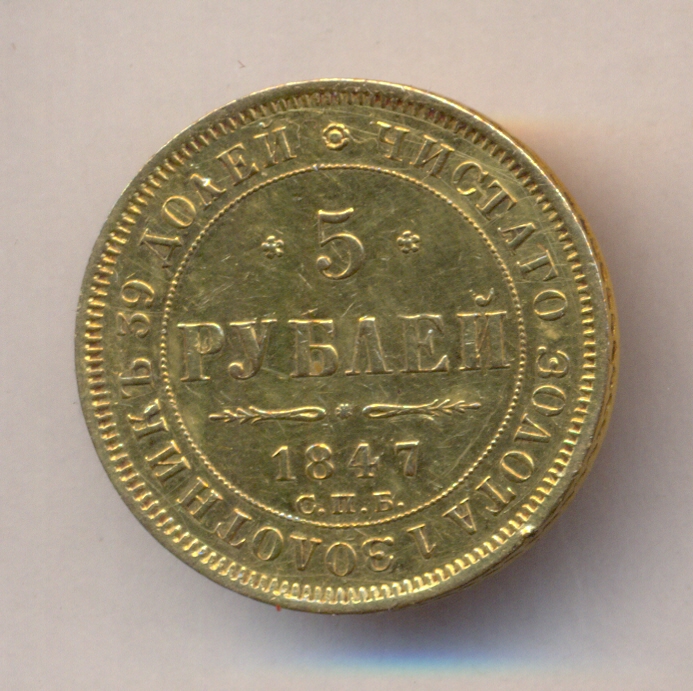 ЧИСТАГО ЗОЛОТА 1 ЗОЛОТНИКЪ 39 ДОЛЕЙ
5
РУБЛЕЙ
1847
С.П.Б.